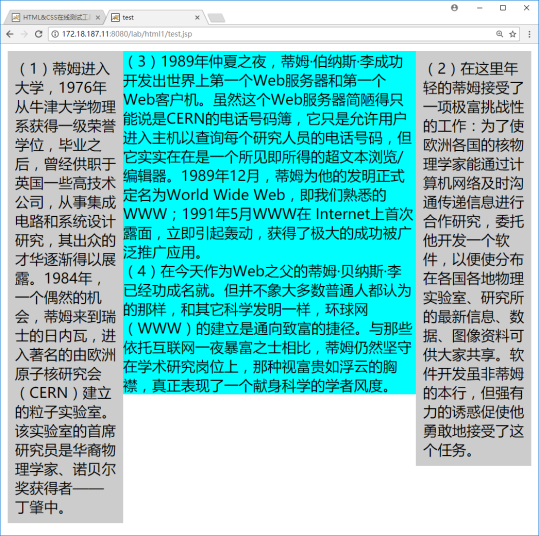 HTML&CSS在线测试工具
test
172.18.187.11:8080/lab/html1/test.jsp
（1）蒂姆进入
大学，1976年
从牛津大学物理
系获得一级荣誉
学位，毕业之
后，曾经供职于
英国一些高技术
公司，从事集成
电路和系统设计
研究，其出众的
才华逐渐得以展
露。1984年，
一个偶然的机
会，蒂姆来到瑞
士的日内瓦，进
入著名的由欧洲
原子核研究会
（CERN）建立
的粒子实验室。
该实验室的首席
研究员是华裔物
理学家、诺贝尔
奖获得者——
丁肇中。
（3）1989年仲夏之夜，蒂姆·伯纳斯·李成功
开发出世界上第一个Web服务器和第一个
Web客户机。虽然这个Web服务器简陋得只
能说是CERN的电话号码簿，它只是允许用户
进入主机以查询每个研究人员的电话号码，但
它实实在在是一个所见即所得的超文本浏览/
编辑器。1989年12月，蒂姆为他的发明正式
定名为World Wide Web，即我们熟悉的
WWW；1991年5月WWW在 Internet上首次
露面，立即引起轰动，获得了极大的成功被广
泛推广应用。
（4）在今天作为Web之父的蒂姆·贝纳斯·李
已经功成名就。但并不象大多数普通人都认为
的那样，和其它科学发明一样，环球网
（WWW）的建立是通向致富的捷径。与那些
依托互联网一夜暴富之士相比，蒂姆仍然坚守
在学术研究岗位上，那种视富贵如浮云的胸
襟，真正表现了一个献身科学的学者风度。
（2）在这里年
轻的蒂姆接受了
一项极富挑战性
的工作：为了使
欧洲各国的核物
理学家能通过计
算机网络及时沟
通传递信息进行
合作研究，委托
他开发一个软
件，以便使分布
在各国各地物理
实验室、研究所
的最新信息、数
据、图像资料可
供大家共享。软
件开发虽非蒂姆
的本行，但强有
力的诱惑促使他
勇敢地接受了这
个任务。